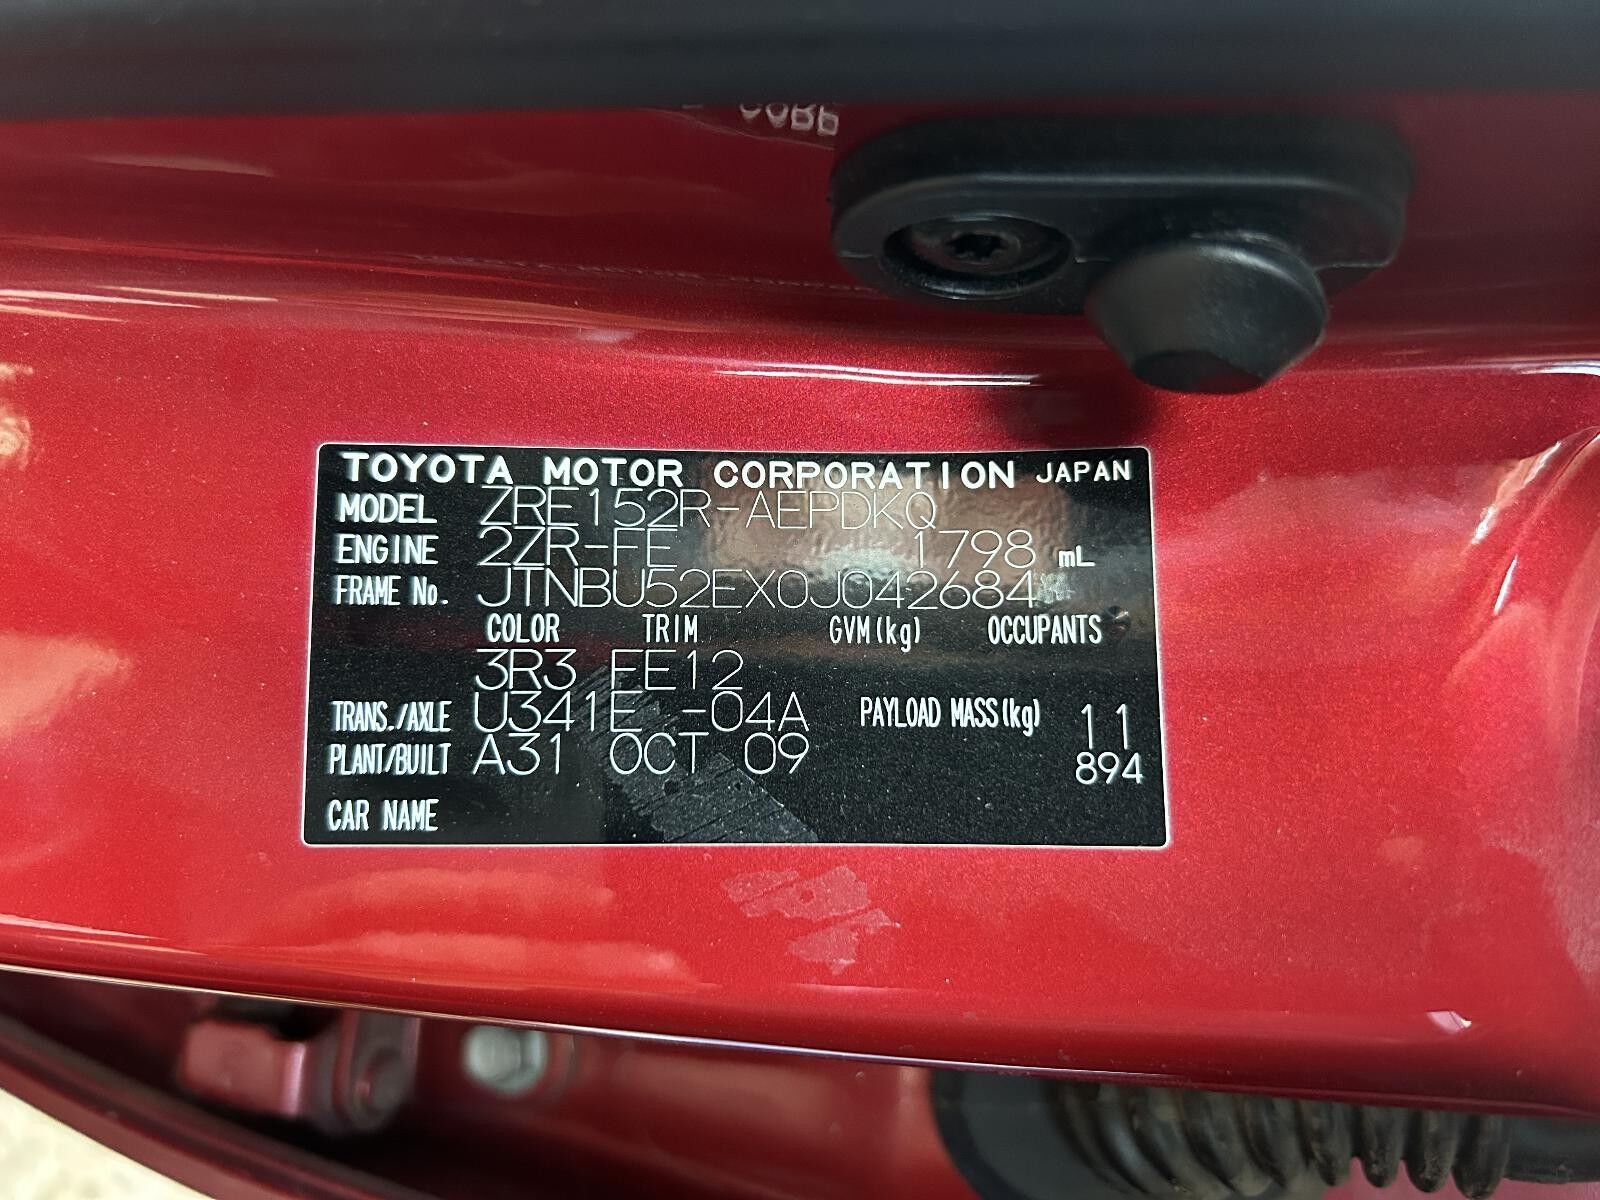 TOYOTA MOTOR CORPORATION JAPAN
MODEL ZRE152R-AEPDKQ
ENGINE 2ZR-FE 1798 mL
FRAME No. JTNBU52EX0J042684
COLOR TRIM GVM(kg) OCCUPANTS
3R3 FE12
TRANS./AXLE U341E -04A PAYLOAD MASS(kg) 11
PLANT/BUILT A31 OCT 09 894
CAR NAME